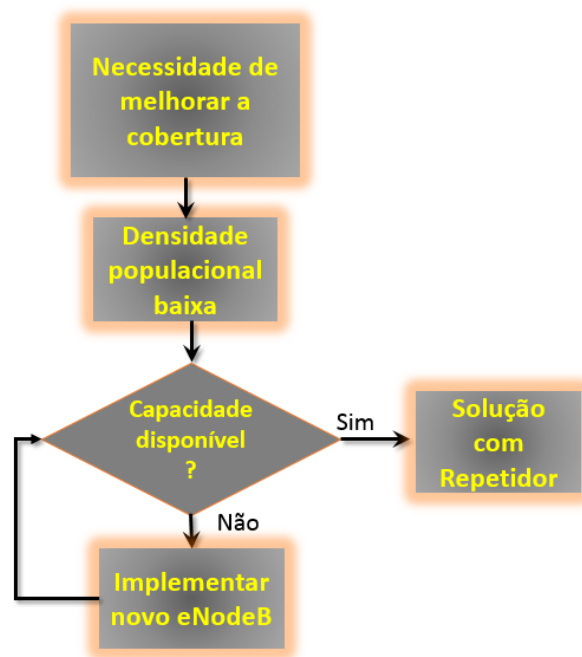 Necessidade de
melhorar a
cobertura
Densidade
populacional
baixa
Capacidade
disponível
?
Sim
Solução
com
Repetidor
Não
Implementar
novo eNodeB